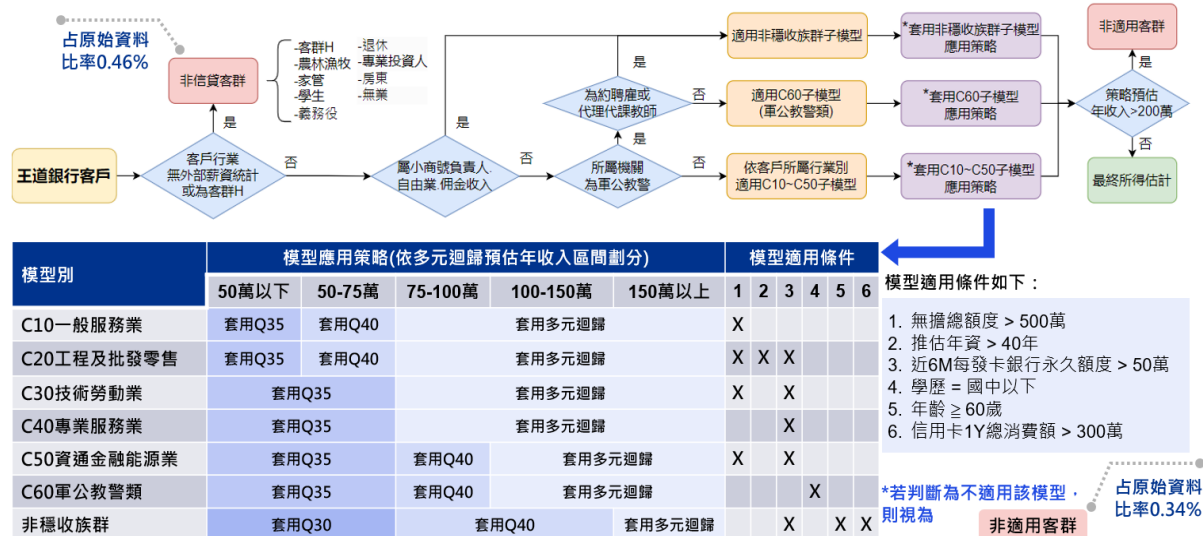 占原始資料
比率0.46%
非信貸客群
-客群H
-農林漁牧
-家管
-學生
-義務役
-退休
-專業投資人
-房東
-無業
是
王道銀行客戶
客戶行業
無外部薪資統計
或為客群H
否
屬小商號負責人.
自由業.佣金收入
是
否
所屬機關
為軍公教警
是
否
為約聘雇或
代理代課教師
是
否
適用非穩收族群子模型
適用C60子模型
(軍公教警類)
依客戶所屬行業別
適用C10~C50子模型
*套用非穩收族群子模型
應用策略
*套用C60子模型
應用策略
*套用C10~C50子模型
應用策略
非適用客群
是
策略預估
年收入>200萬
否
最終所得估計
模型別 模型應用策略(依多元迴歸預估年收入區間劃分) 模型適用條件
50萬以下 50-75萬 75-100萬 100-150萬 150萬以上 1 2 3 4 5 6
C10一般服務業 套用Q35 套用Q40 套用多元迴歸 X
C20工程及批發零售 套用Q35 套用Q40 套用多元迴歸 X X X
C30技術勞動業 套用Q35 套用多元迴歸 X X
C40專業服務業 套用Q35 套用多元迴歸 X
C50資通金融能源業 套用Q35 套用Q40 套用多元迴歸 X X
C60軍公教警類 套用Q35 套用Q40 套用多元迴歸 X
非穩收族群 套用Q30 套用Q40 套用多元迴歸 X X X
模型適用條件如下：
1. 無擔總額度 > 500萬
2. 推估年資 > 40年
3. 近6M每發卡銀行永久額度 > 50萬
4. 學歷 = 國中以下
5. 年齡 ≧ 60歲
6. 信用卡1Y總消費額 > 300萬
*若判斷為不適用該模型，
則視為
非適用客群
占原始資料
比率0.34%